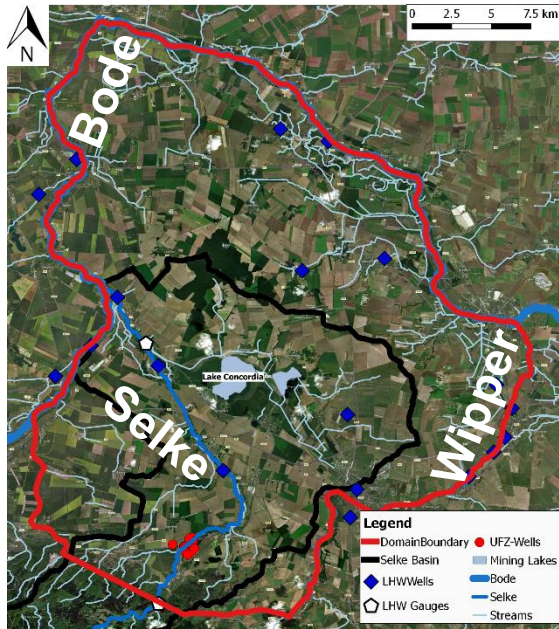 N
0 2.5 5 7.5 km
Bode
Lake Concordia
Selke
Wipper
Legend
DomainBoundary
UFZ-Wells
Selke Basin
Mining Lakes
LHWWells
Bode
Selke
LHW Gauges
Streams